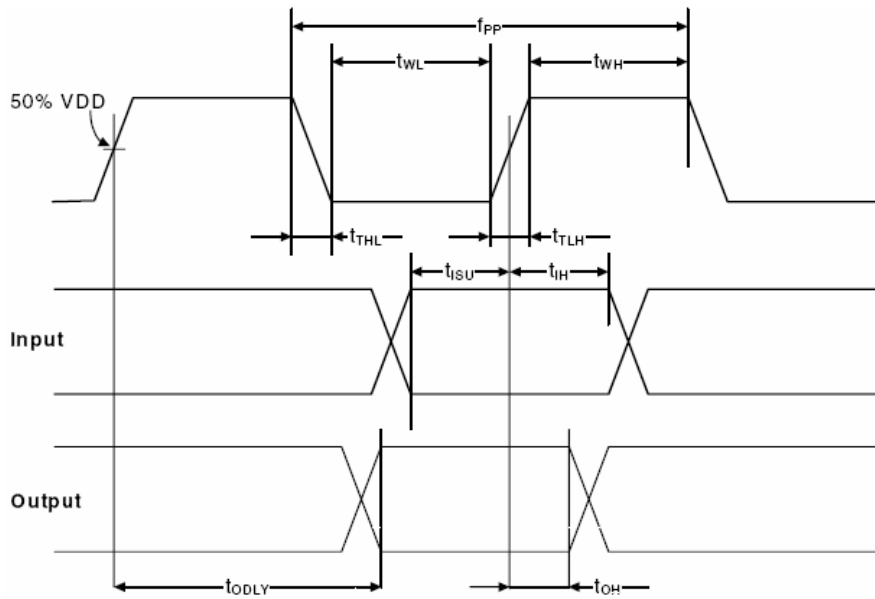 fPP
tWL
tWH
50% VDD
tTHL
tTLH
tISU
tIH
Input
Output
tODLY
tOH